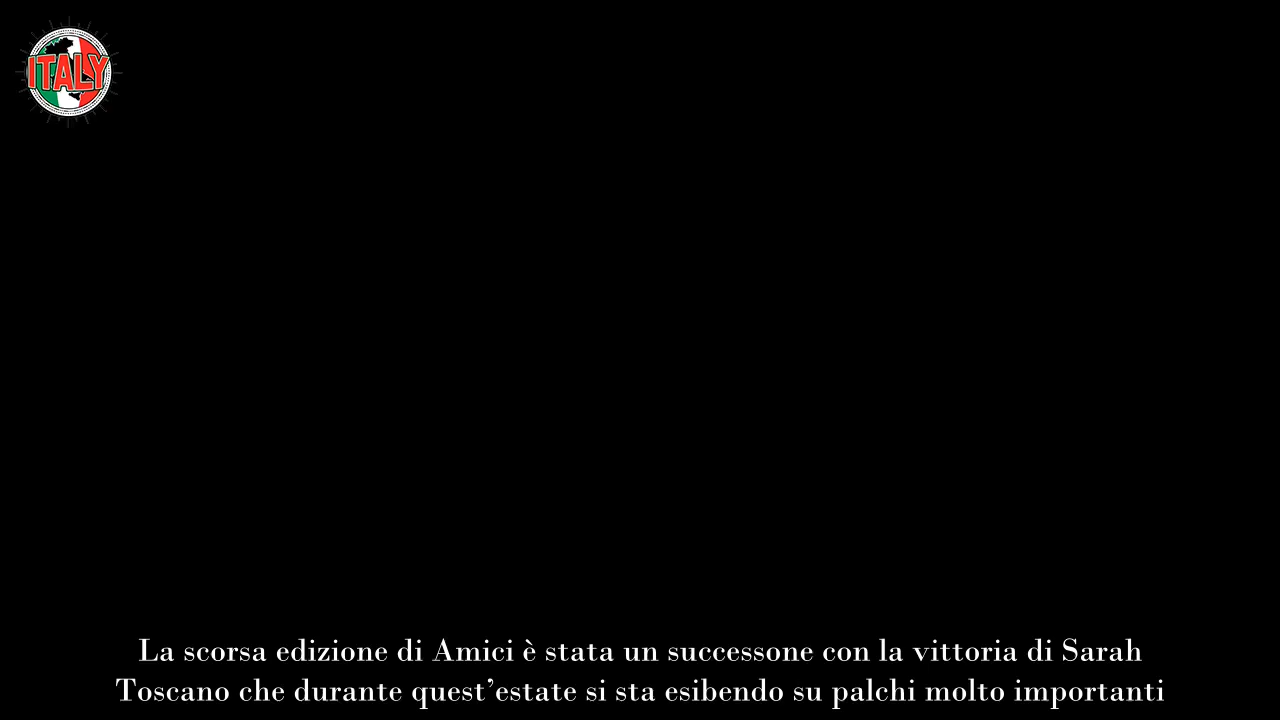 ITALY
La scorsa edizione di Amici è stata un successone con la vittoria di Sarah
Toscano che durante quest’estate si sta esibendo su palchi molto importanti